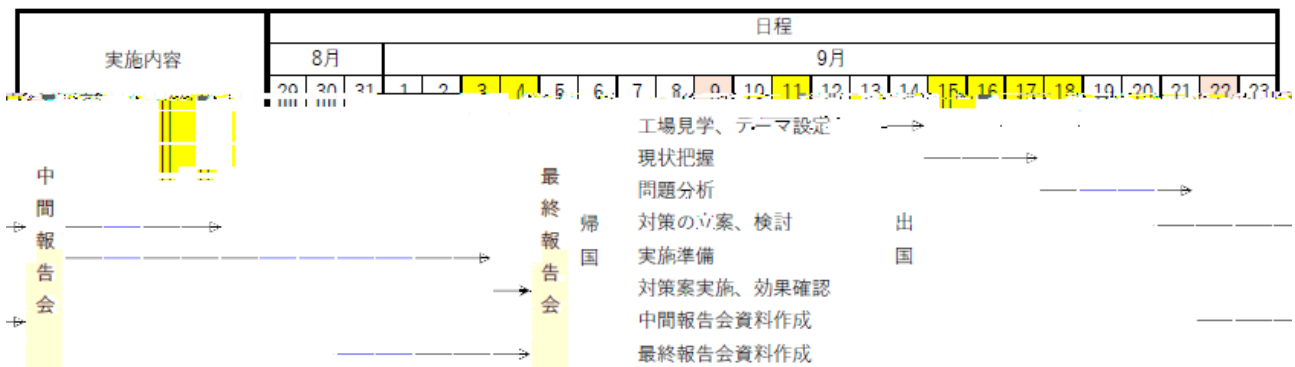 日程
実施内容
8月
9月
29 30 31 1 2 3 4 5 6 7 8 9 10 11 12 13 14 15 16 17 18 19 20 21 22 23
工場見学、テーマ設定
現状把握
問題分析
対策の立案、検討
実施準備
対策案実施、効果確認
中間報告会資料作成
最終報告会資料作成
中間報告会
最終報告会
帰国
出国